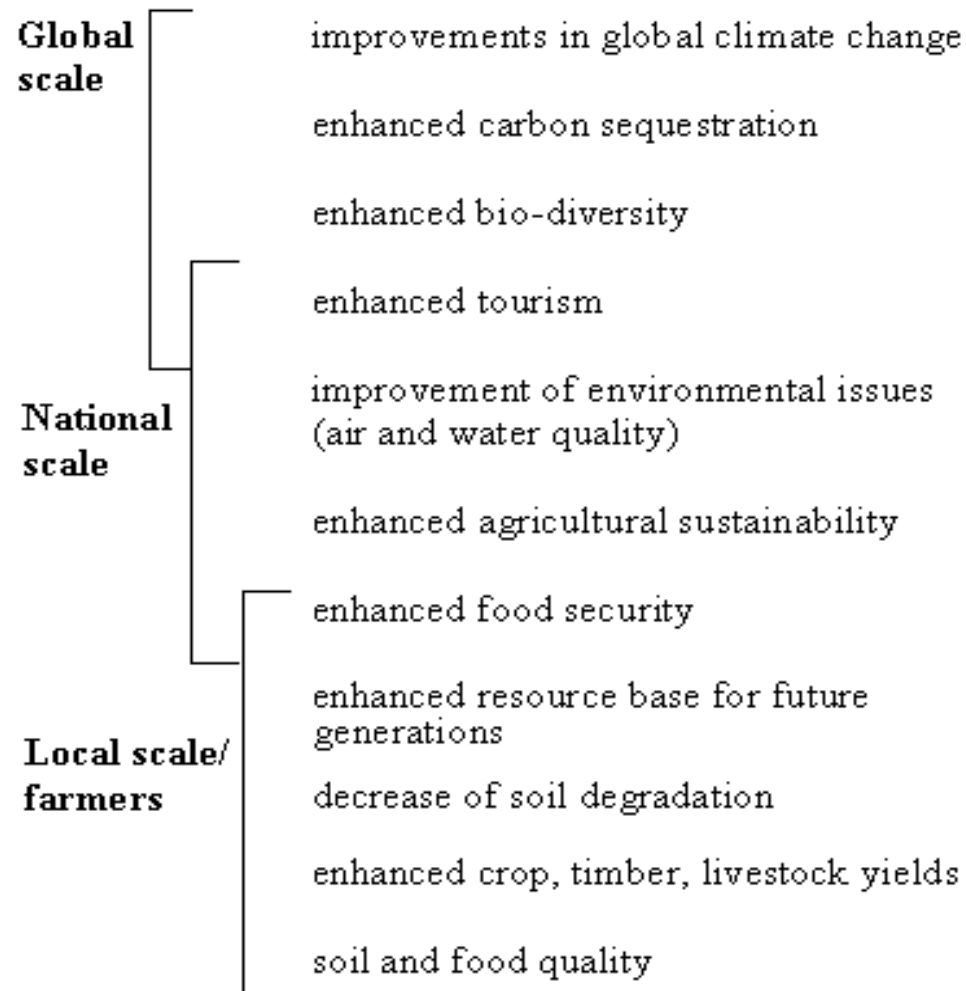 Global
scale
improvements in global climate change
enhanced carbon sequestration
enhanced bio-diversity
enhanced tourism
National
scale
improvement of environmental issues
(air and water quality)
enhanced agricultural sustainability
enhanced food security
Local scale/
farmers
enhanced resource base for future
generations
decrease of soil degradation
enhanced crop, timber, livestock yields
soil and food quality